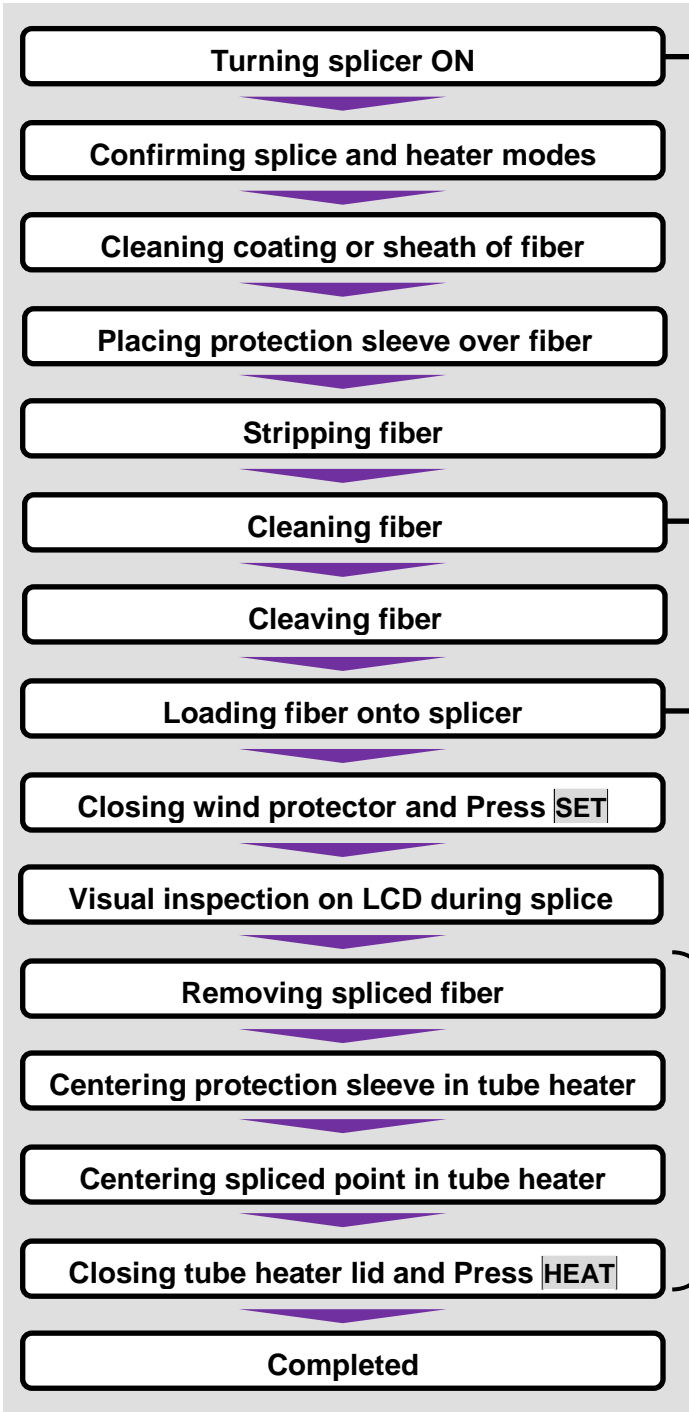 Turning splicer ON
Confirming splice and heater modes
Cleaning coating or sheath of fiber
Placing protection sleeve over fiber
Stripping fiber
Cleaning fiber
Cleaving fiber
Loading fiber onto splicer
Closing wind protector and Press SET
Visual inspection on LCD during splice
Removing spliced fiber
Centering protection sleeve in tube heater
Centering spliced point in tube heater
Closing tube heater lid and Press HEAT
Completed